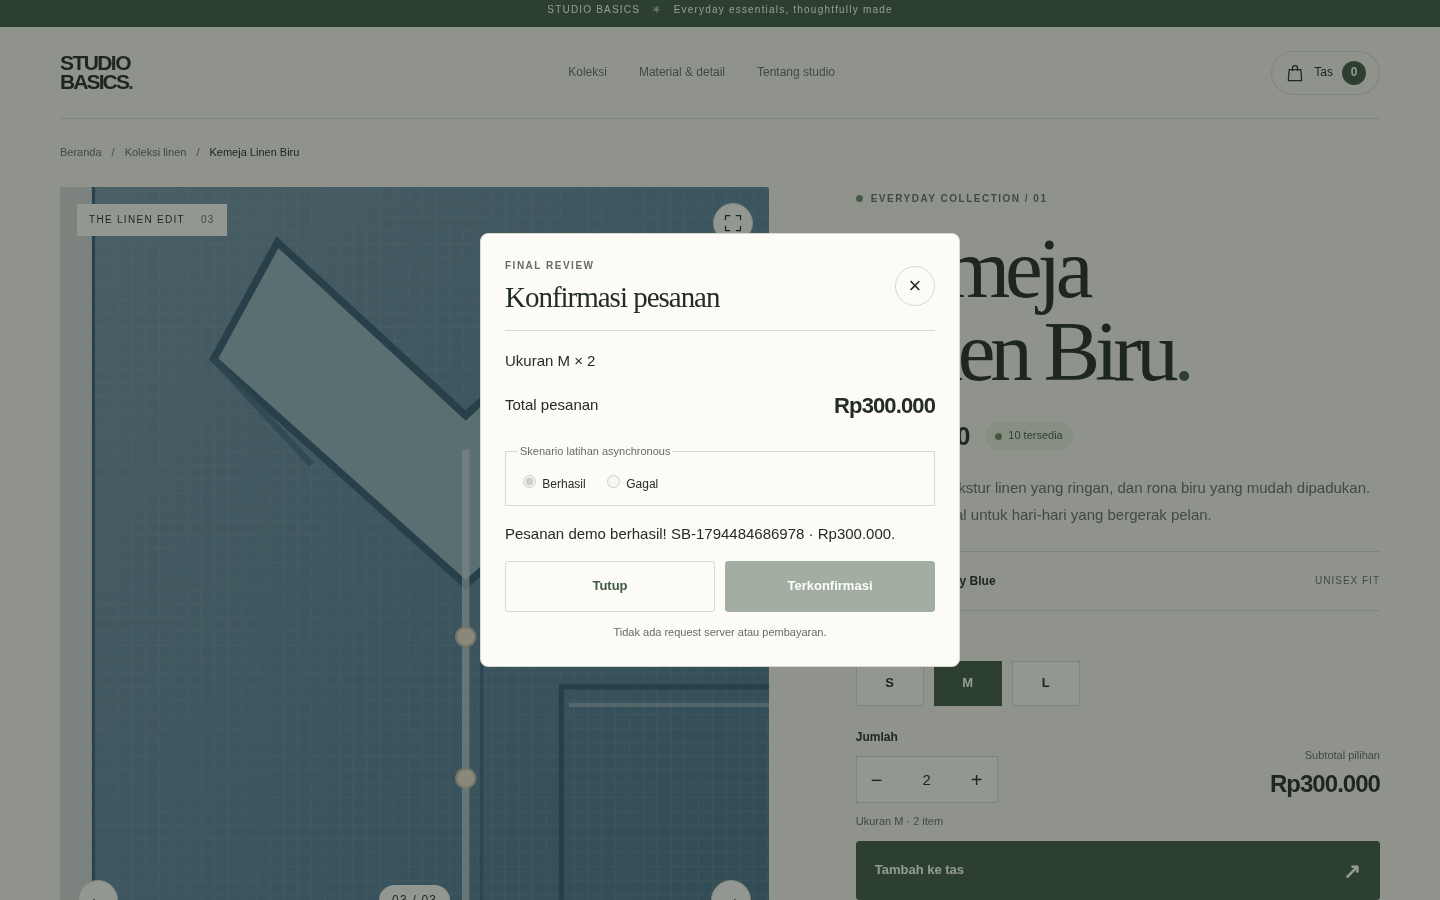 STUDIO BASICS ✳ Everyday essentials, thoughtfully made
STUDIO
BASICS.
Koleksi Material & detail Tentang studio
Tas 0
Beranda / Koleksi linen / Kemeja Linen Biru
THE LINEN EDIT 03
EVERYDAY COLLECTION / 01
meja
en Biru.
0 10 tersedia
kstur linen yang ringan, dan rona biru yang mudah dipadukan.
al untuk hari-hari yang bergerak pelan.
y Blue UNISEX FIT
FINAL REVIEW
Konfirmasi pesanan
×
Ukuran M × 2
Total pesanan Rp300.000
Skenario latihan asynchronous
Berhasil Gagal
Pesanan demo berhasil! SB-1794484686978 · Rp300.000.
Tutup Terkonfirmasi
Tidak ada request server atau pembayaran.
S M L
Jumlah
− 2 +
Subtotal pilihan
Rp300.000
Ukuran M · 2 item
Tambah ke tas ↗
03 / 03